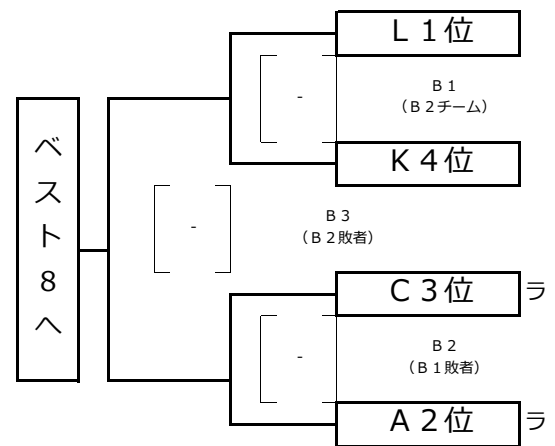 Ｌ１位
-
Ｂ１
（Ｂ２チーム）
Ｋ４位
ベスト８へ
-
Ｂ３
（Ｂ２敗者）
Ｃ３位
ラ
-
Ｂ２
（Ｂ１敗者）
Ａ２位
ラ